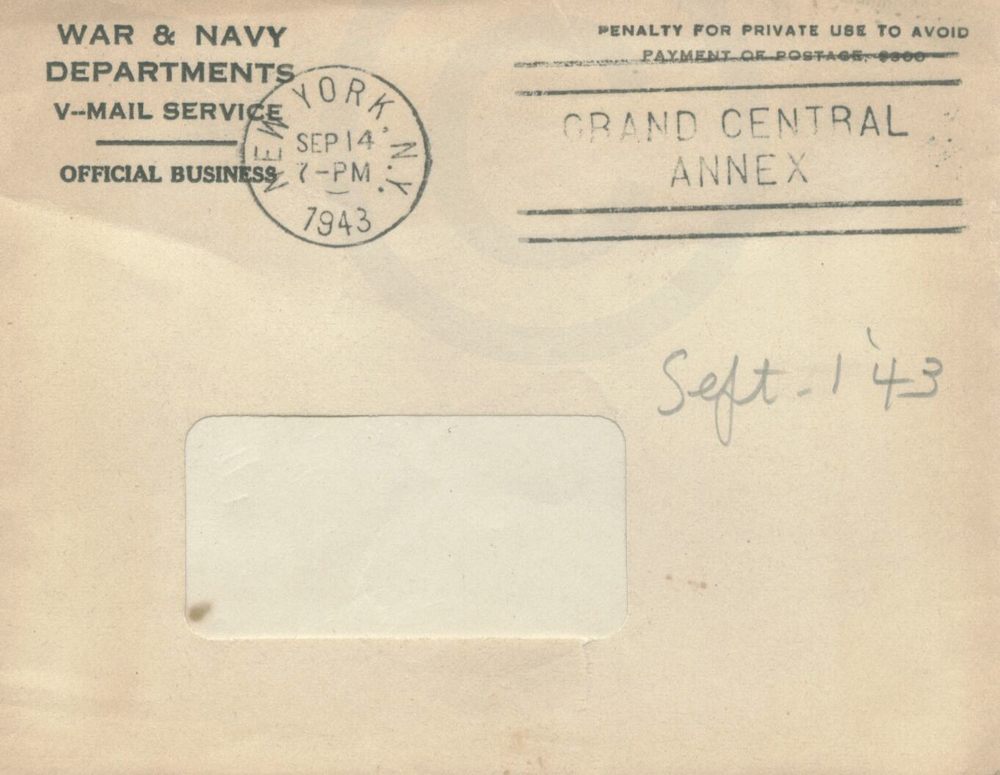 WAR & NAVY
DEPARTMENTS
V--MAIL SERVICE
OFFICIAL BUSINESS
NEW YORK, N.Y.
SEP 14
7-PM
1943
PENALTY FOR PRIVATE USE TO AVOID
PAYMENT OF POSTAGE, $300
GRAND CENTRAL
ANNEX
Sept. 1 '43